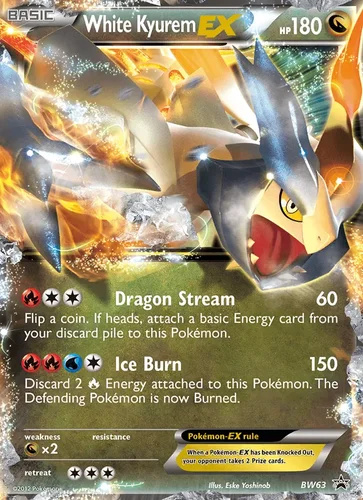 BASIC White Kyurem EX HP180
Dragon Stream 60
Flip a coin. If heads, attach a basic Energy card from
your discard pile to this Pokémon.
Ice Burn 150
Discard 2 Energy attached to this Pokémon. The
Defending Pokémon is now Burned.
weakness resistance
×2
retreat
Pokémon-EX rule
When a Pokémon-EX has been Knocked Out,
your opponent takes 2 Prize cards.
©2012 Pokémon Illus. Eske Yoshinob BW63
PROMO